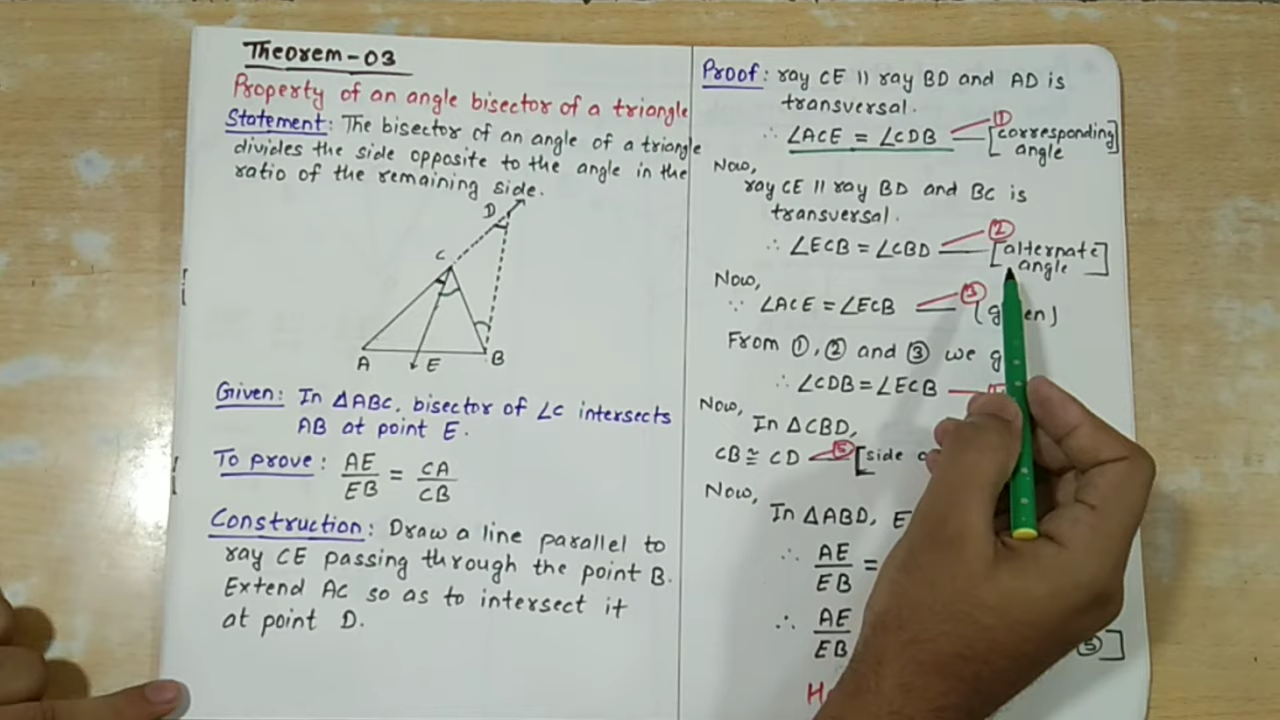 Theorem-03
Property of an angle bisector of a triangle
Statement: The bisector of an angle of a triangle
divides the side opposite to the angle in the
ratio of the remaining side.
D
C
A
E
B
Given: In △ABC, bisector of ∠C intersects
AB at point E.
To prove: AE/EB = CA/CB
Construction: Draw a line parallel to
ray CE passing through the point B.
Extend AC so as to intersect it
at point D.
Proof: ray CE || ray BD and AD is
transversal.
∴ ∠ACE = ∠CDB — ① [corresponding
angle]
Now,
ray CE || ray BD and BC is
transversal.
∴ ∠ECB = ∠CBD — ② [alternate
angle]
Now,
∵ ∠ACE = ∠ECB — ③
From ①, ② and ③ we
∴ ∠CDB = ∠ECB —
Now,
In △CBD,
CB ≅ CD — ⑤ [side
Now,
In △ABD,
∴ AE/EB =
∴ AE/EB
⑤]